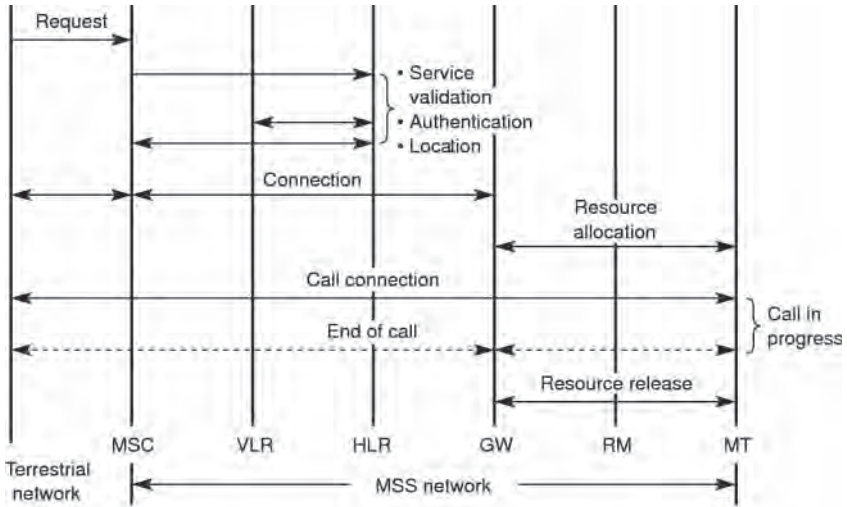 Request
• Service
validation
• Authentication
• Location
Connection
Resource
allocation
Call connection
Call in
progress
End of call
Resource release
MSC VLR HLR GW RM MT
Terrestrial
network
MSS network